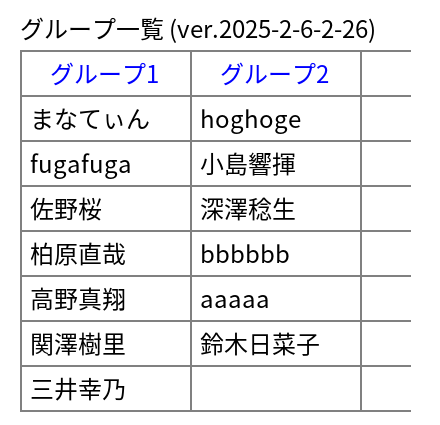 グループ一覧 (ver.2025-2-6-2-26)
グループ1 グループ2
まなてぃん hoghoge
fugafuga 小島響揮
佐野桜 深澤稔生
柏原直哉 bbbbbb
高野真翔 aaaaa
関澤樹里 鈴木日菜子
三井幸乃